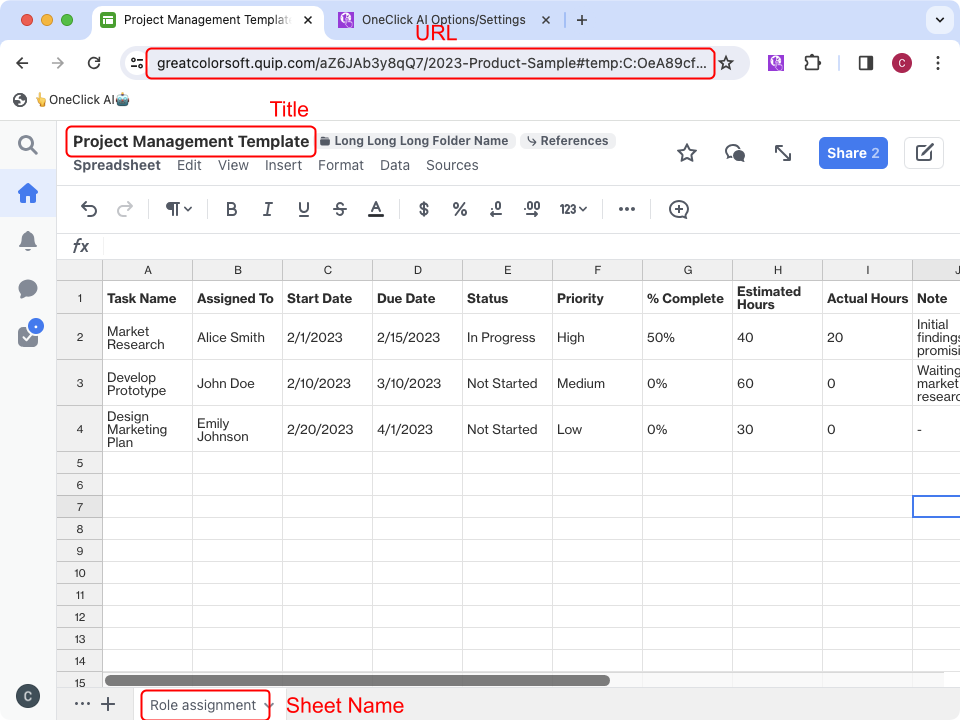 Project Management Template
OneClick AI Options/Settings
URL
greatcolorsoft.quip.com/aZ6JAb3y8qQ7/2023-Product-Sample#temp:C:OeA89cf...
C
👆OneClick AI🤖
Title
Project Management Template
Long Long Long Folder Name
References
Spreadsheet Edit View Insert Format Data Sources
Share 2
B I U S A $ % .0 .00 123
fx
A B C D E F G H I J
1 Task Name Assigned To Start Date Due Date Status Priority % Complete Estimated Hours Actual Hours Note
2 Market Research Alice Smith 2/1/2023 2/15/2023 In Progress High 50% 40 20 Initial findings promisi
3 Develop Prototype John Doe 2/10/2023 3/10/2023 Not Started Medium 0% 60 0 Waiting market researc
4 Design Marketing Plan Emily Johnson 2/20/2023 4/1/2023 Not Started Low 0% 30 0 -
5
6
7
8
9
10
11
12
13
14
15
C
Role assignment
Sheet Name